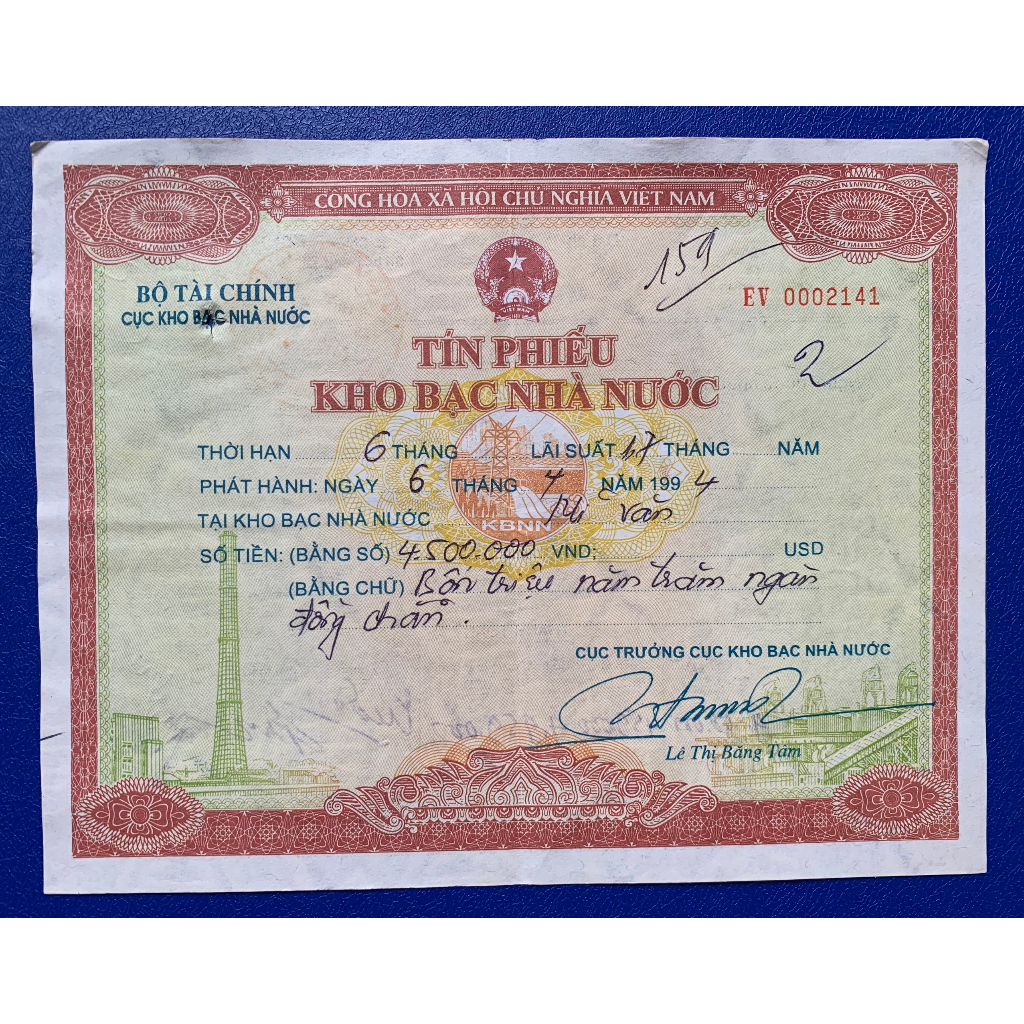 CỘNG HÒA XÃ HỘI CHỦ NGHĨA VIỆT NAM
159
BỘ TÀI CHÍNH
CỤC KHO BẠC NHÀ NƯỚC
EV 0002141
TÍN PHIẾU
KHO BẠC NHÀ NƯỚC
2
THỜI HẠN 6 THÁNG LÃI SUẤT 1,7 THÁNG NĂM
PHÁT HÀNH: NGÀY 6 THÁNG 4 NĂM 1994
TẠI KHO BẠC NHÀ NƯỚC
KBNN
SỐ TIỀN: (BẰNG SỐ) 4.500.000 VND; USD
(BẰNG CHỮ) Bốn triệu năm trăm ngàn
đồng chẵn.
CỤC TRƯỞNG CỤC KHO BẠC NHÀ NƯỚC
Lê Thị Băng Tâm